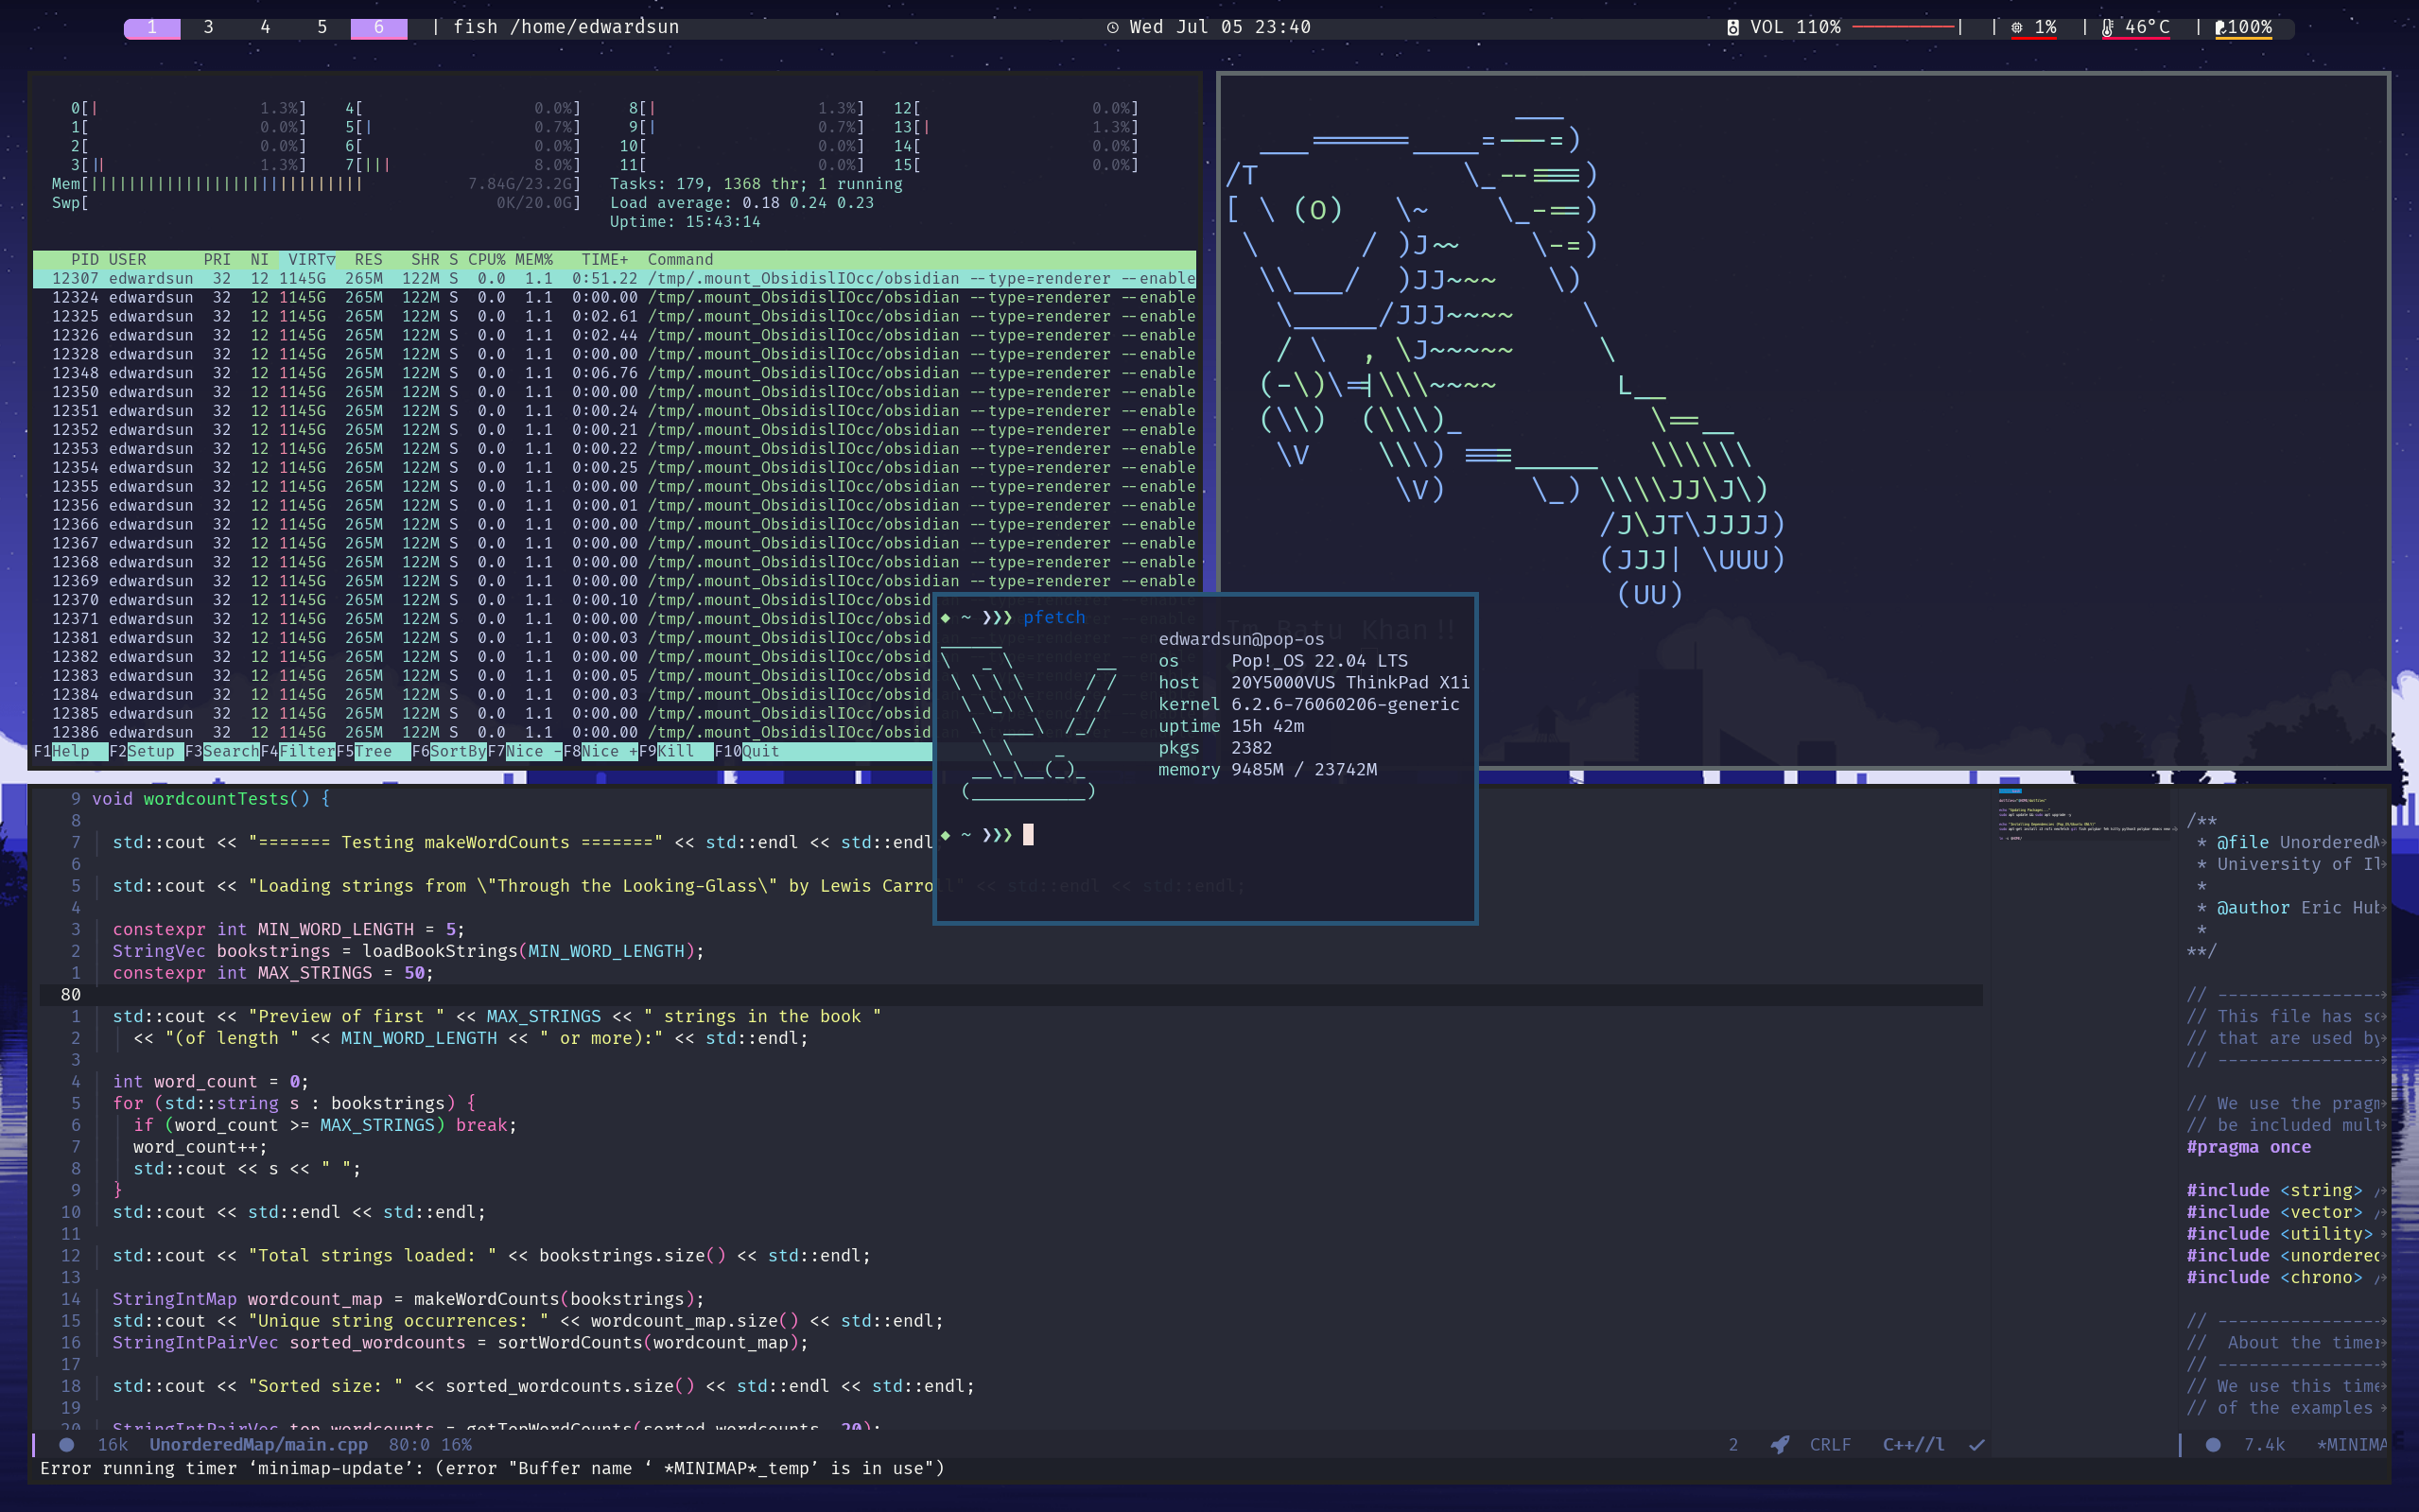 1 3 4 5 6 | fish /home/edwardsun
Wed Jul 05 23:40
VOL 110% | | 1% | 46°C | 100%
0[| 1.3%] 4[ 0.0%] 8[| 1.3%] 12[ 0.0%]
1[ 0.0%] 5[| 0.7%] 9[| 0.7%] 13[| 1.3%]
2[ 0.0%] 6[ 0.0%] 10[ 0.0%] 14[ 0.0%]
3[|| 1.3%] 7[||| 8.0%] 11[ 0.0%] 15[ 0.0%]
Mem[||||||||||||||||||||||||||||| 7.84G/23.2G] Tasks: 179, 1368 thr; 1 running
Swp[ 0K/20.0G] Load average: 0.18 0.24 0.23
Uptime: 15:43:14
PID USER PRI NI VIRT▽ RES SHR S CPU% MEM% TIME+ Command
12307 edwardsun 32 12 1145G 265M 122M S 0.0 1.1 0:51.22 /tmp/.mount_ObsidislIOcc/obsidian --type=renderer --enable
12324 edwardsun 32 12 1145G 265M 122M S 0.0 1.1 0:00.00 /tmp/.mount_ObsidislIOcc/obsidian --type=renderer --enable
12325 edwardsun 32 12 1145G 265M 122M S 0.0 1.1 0:02.61 /tmp/.mount_ObsidislIOcc/obsidian --type=renderer --enable
12326 edwardsun 32 12 1145G 265M 122M S 0.0 1.1 0:02.44 /tmp/.mount_ObsidislIOcc/obsidian --type=renderer --enable
12328 edwardsun 32 12 1145G 265M 122M S 0.0 1.1 0:00.00 /tmp/.mount_ObsidislIOcc/obsidian --type=renderer --enable
12348 edwardsun 32 12 1145G 265M 122M S 0.0 1.1 0:06.76 /tmp/.mount_ObsidislIOcc/obsidian --type=renderer --enable
12350 edwardsun 32 12 1145G 265M 122M S 0.0 1.1 0:00.00 /tmp/.mount_ObsidislIOcc/obsidian --type=renderer --enable
12351 edwardsun 32 12 1145G 265M 122M S 0.0 1.1 0:00.24 /tmp/.mount_ObsidislIOcc/obsidian --type=renderer --enable
12352 edwardsun 32 12 1145G 265M 122M S 0.0 1.1 0:00.21 /tmp/.mount_ObsidislIOcc/obsidian --type=renderer --enable
12353 edwardsun 32 12 1145G 265M 122M S 0.0 1.1 0:00.22 /tmp/.mount_ObsidislIOcc/obsidian --type=renderer --enable
12354 edwardsun 32 12 1145G 265M 122M S 0.0 1.1 0:00.25 /tmp/.mount_ObsidislIOcc/obsidian --type=renderer --enable
12355 edwardsun 32 12 1145G 265M 122M S 0.0 1.1 0:00.00 /tmp/.mount_ObsidislIOcc/obsidian --type=renderer --enable
12356 edwardsun 32 12 1145G 265M 122M S 0.0 1.1 0:00.01 /tmp/.mount_ObsidislIOcc/obsidian --type=renderer --enable
12366 edwardsun 32 12 1145G 265M 122M S 0.0 1.1 0:00.00 /tmp/.mount_ObsidislIOcc/obsidian --type=renderer --enable
12367 edwardsun 32 12 1145G 265M 122M S 0.0 1.1 0:00.00 /tmp/.mount_ObsidislIOcc/obsidian --type=renderer --enable
12368 edwardsun 32 12 1145G 265M 122M S 0.0 1.1 0:00.00 /tmp/.mount_ObsidislIOcc/obsidian --type=renderer --enable
12369 edwardsun 32 12 1145G 265M 122M S 0.0 1.1 0:00.00 /tmp/.mount_ObsidislIOcc/obsidian --type=renderer --enable
12370 edwardsun 32 12 1145G 265M 122M S 0.0 1.1 0:00.10 /tmp/.mount_ObsidislIOcc/obsid
12371 edwardsun 32 12 1145G 265M 122M S 0.0 1.1 0:00.00 /tmp/.mount_ObsidislIOcc/obsid
12381 edwardsun 32 12 1145G 265M 122M S 0.0 1.1 0:00.03 /tmp/.mount_ObsidislIOcc/obsid
12382 edwardsun 32 12 1145G 265M 122M S 0.0 1.1 0:00.00 /tmp/.mount_ObsidislIOcc/obsid
12383 edwardsun 32 12 1145G 265M 122M S 0.0 1.1 0:00.05 /tmp/.mount_ObsidislIOcc/obsid
12384 edwardsun 32 12 1145G 265M 122M S 0.0 1.1 0:00.03 /tmp/.mount_ObsidislIOcc/obsid
12385 edwardsun 32 12 1145G 265M 122M S 0.0 1.1 0:00.00 /tmp/.mount_ObsidislIOcc/obsid
12386 edwardsun 32 12 1145G 265M 122M S 0.0 1.1 0:00.00 /tmp/.mount_ObsidislIOcc/obsid
F1Help F2Setup F3SearchF4FilterF5Tree F6SortByF7Nice -F8Nice +F9Kill F10Quit
Im Batu Khan!!
◆ ~ ❯❯❯ pfetch
edwardsun@pop-os
os Pop!_OS 22.04 LTS
host 20Y5000VUS ThinkPad X1i
kernel 6.2.6-76060206-generic
uptime 15h 42m
pkgs 2382
memory 9485M / 23742M
◆ ~ ❯❯❯
9 void wordcountTests() {
8
7 std::cout << "======= Testing makeWordCounts =======" << std::endl << std::endl
6
5 std::cout << "Loading strings from \"Through the Looking-Glass\" by Lewis Carroll" << std::endl << std::endl;
4
3 constexpr int MIN_WORD_LENGTH = 5;
2 StringVec bookstrings = loadBookStrings(MIN_WORD_LENGTH);
1 constexpr int MAX_STRINGS = 50;
80
1 std::cout << "Preview of first " << MAX_STRINGS << " strings in the book "
2 << "(of length " << MIN_WORD_LENGTH << " or more):" << std::endl;
3
4 int word_count = 0;
5 for (std::string s : bookstrings) {
6 if (word_count >= MAX_STRINGS) break;
7 word_count++;
8 std::cout << s << " ";
9 }
10 std::cout << std::endl << std::endl;
11
12 std::cout << "Total strings loaded: " << bookstrings.size() << std::endl;
13
14 StringIntMap wordcount_map = makeWordCounts(bookstrings);
15 std::cout << "Unique string occurrences: " << wordcount_map.size() << std::endl;
16 StringIntPairVec sorted_wordcounts = sortWordCounts(wordcount_map);
17
18 std::cout << "Sorted size: " << sorted_wordcounts.size() << std::endl << std::endl;
19
20 StringIntPairVec top_wordcounts = getTopWordCounts(sorted_wordcounts, 20);
16k UnorderedMap/main.cpp 80:0 16% 2 CRLF C++//l
Error running timer ‘minimap-update’: (error "Buffer name ‘ *MINIMAP*_temp’ is in use")
/**
* @file UnorderedM
* University of Il
*
* @author Eric Hub
*
**/
// ----------------
// This file has so
// that are used by
// ----------------
// We use the pragm
// be included mult
#pragma once
#include <string> /
#include <vector> /
#include <utility>
#include <unordered
#include <chrono> /
// ----------------
// About the timer
// ----------------
// We use this time
// of the examples
7.4k *MINIMA